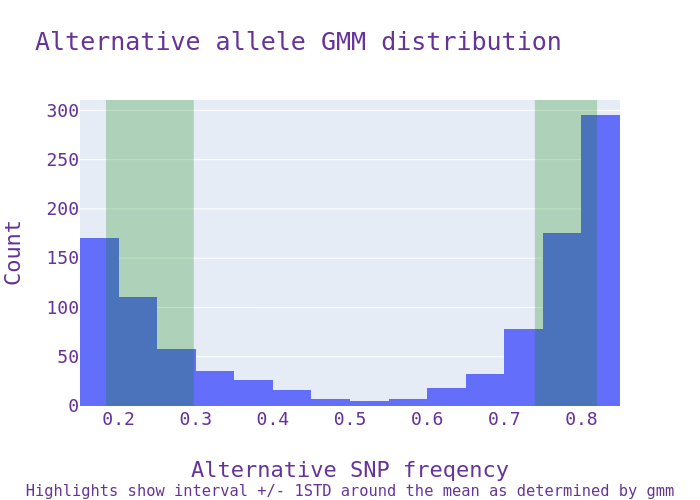 Alternative allele GMM distribution
300
250
200
150
100
50
0
Count
0.2 0.3 0.4 0.5 0.6 0.7 0.8
Alternative SNP freqency
Highlights show interval +/- 1STD around the mean as determined by gmm